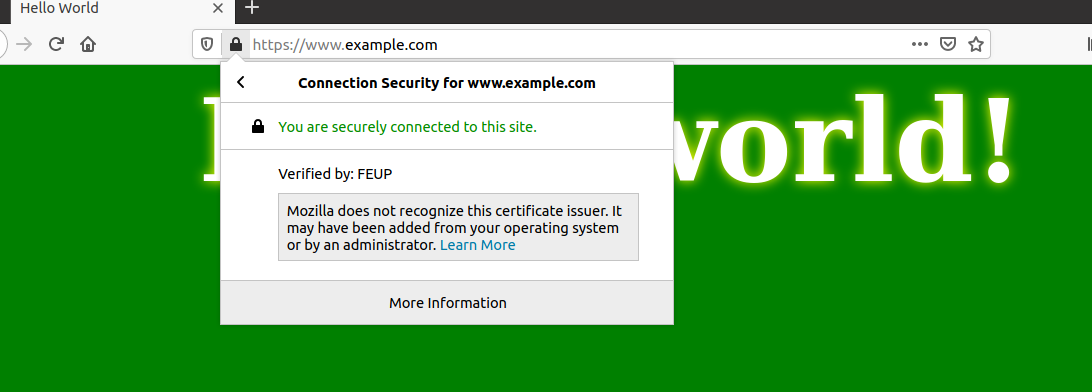 Hello World
https://www.example.com
Connection Security for www.example.com
world!
You are securely connected to this site.
Verified by: FEUP
Mozilla does not recognize this certificate issuer. It
may have been added from your operating system
or by an administrator. Learn More
More Information